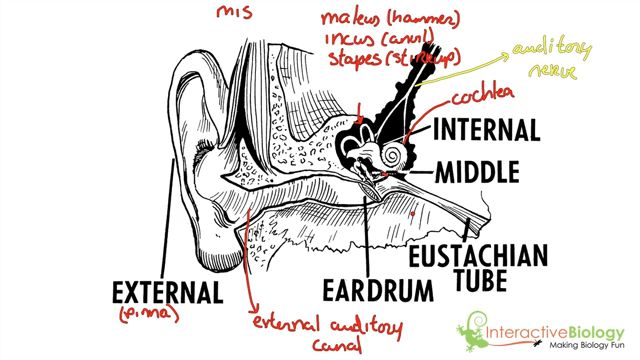 mis
maleus (hammer)
incus (anvil)
stapes (stirrup)
auditory
nerve
cochlea
INTERNAL
MIDDLE
EUSTACHIAN
TUBE
EARDRUM
EXTERNAL
(pinna)
external auditory
canal
InteractiveBiology
Making Biology Fun